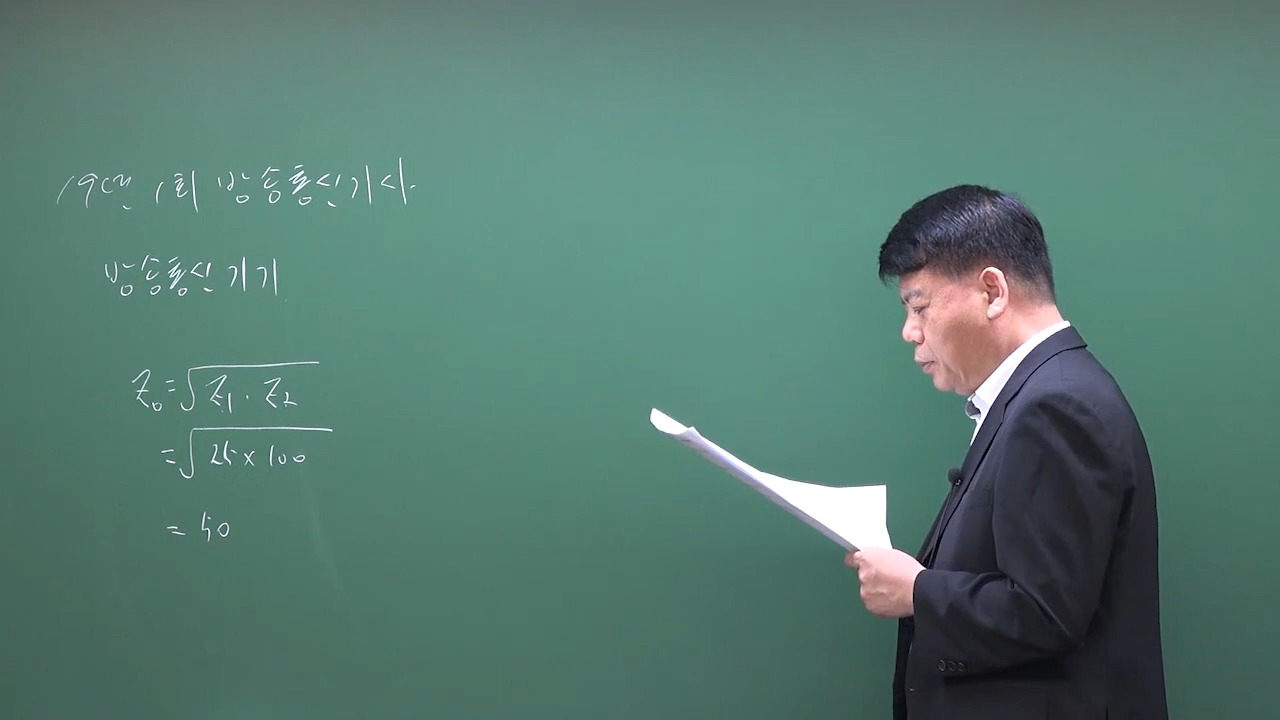 19년 1회 방송통신기사
방송통신기기
Z₀ = √Z₁ · Z₂
= √25 × 100
= 50